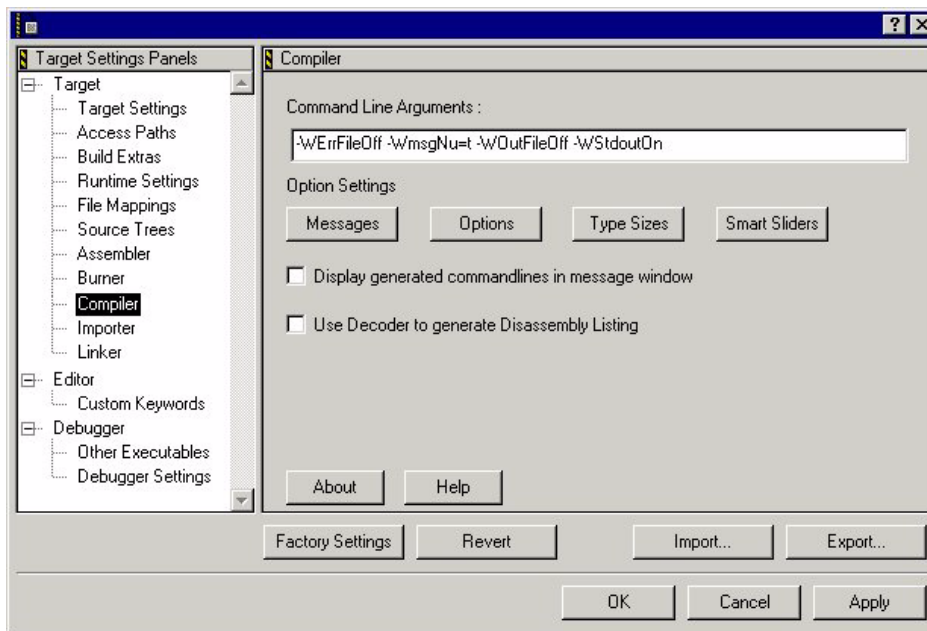 Target Settings Panels
Target
Target Settings
Access Paths
Build Extras
Runtime Settings
File Mappings
Source Trees
Assembler
Burner
Compiler
Importer
Linker
Editor
Custom Keywords
Debugger
Other Executables
Debugger Settings
Compiler
Command Line Arguments :
-WErrFileOff -WmsgNu=t -WOutFileOff -WStdoutOn
Option Settings
Messages Options Type Sizes Smart Sliders
Display generated commandlines in message window
Use Decoder to generate Disassembly Listing
About Help
Factory Settings Revert Import... Export...
OK Cancel Apply